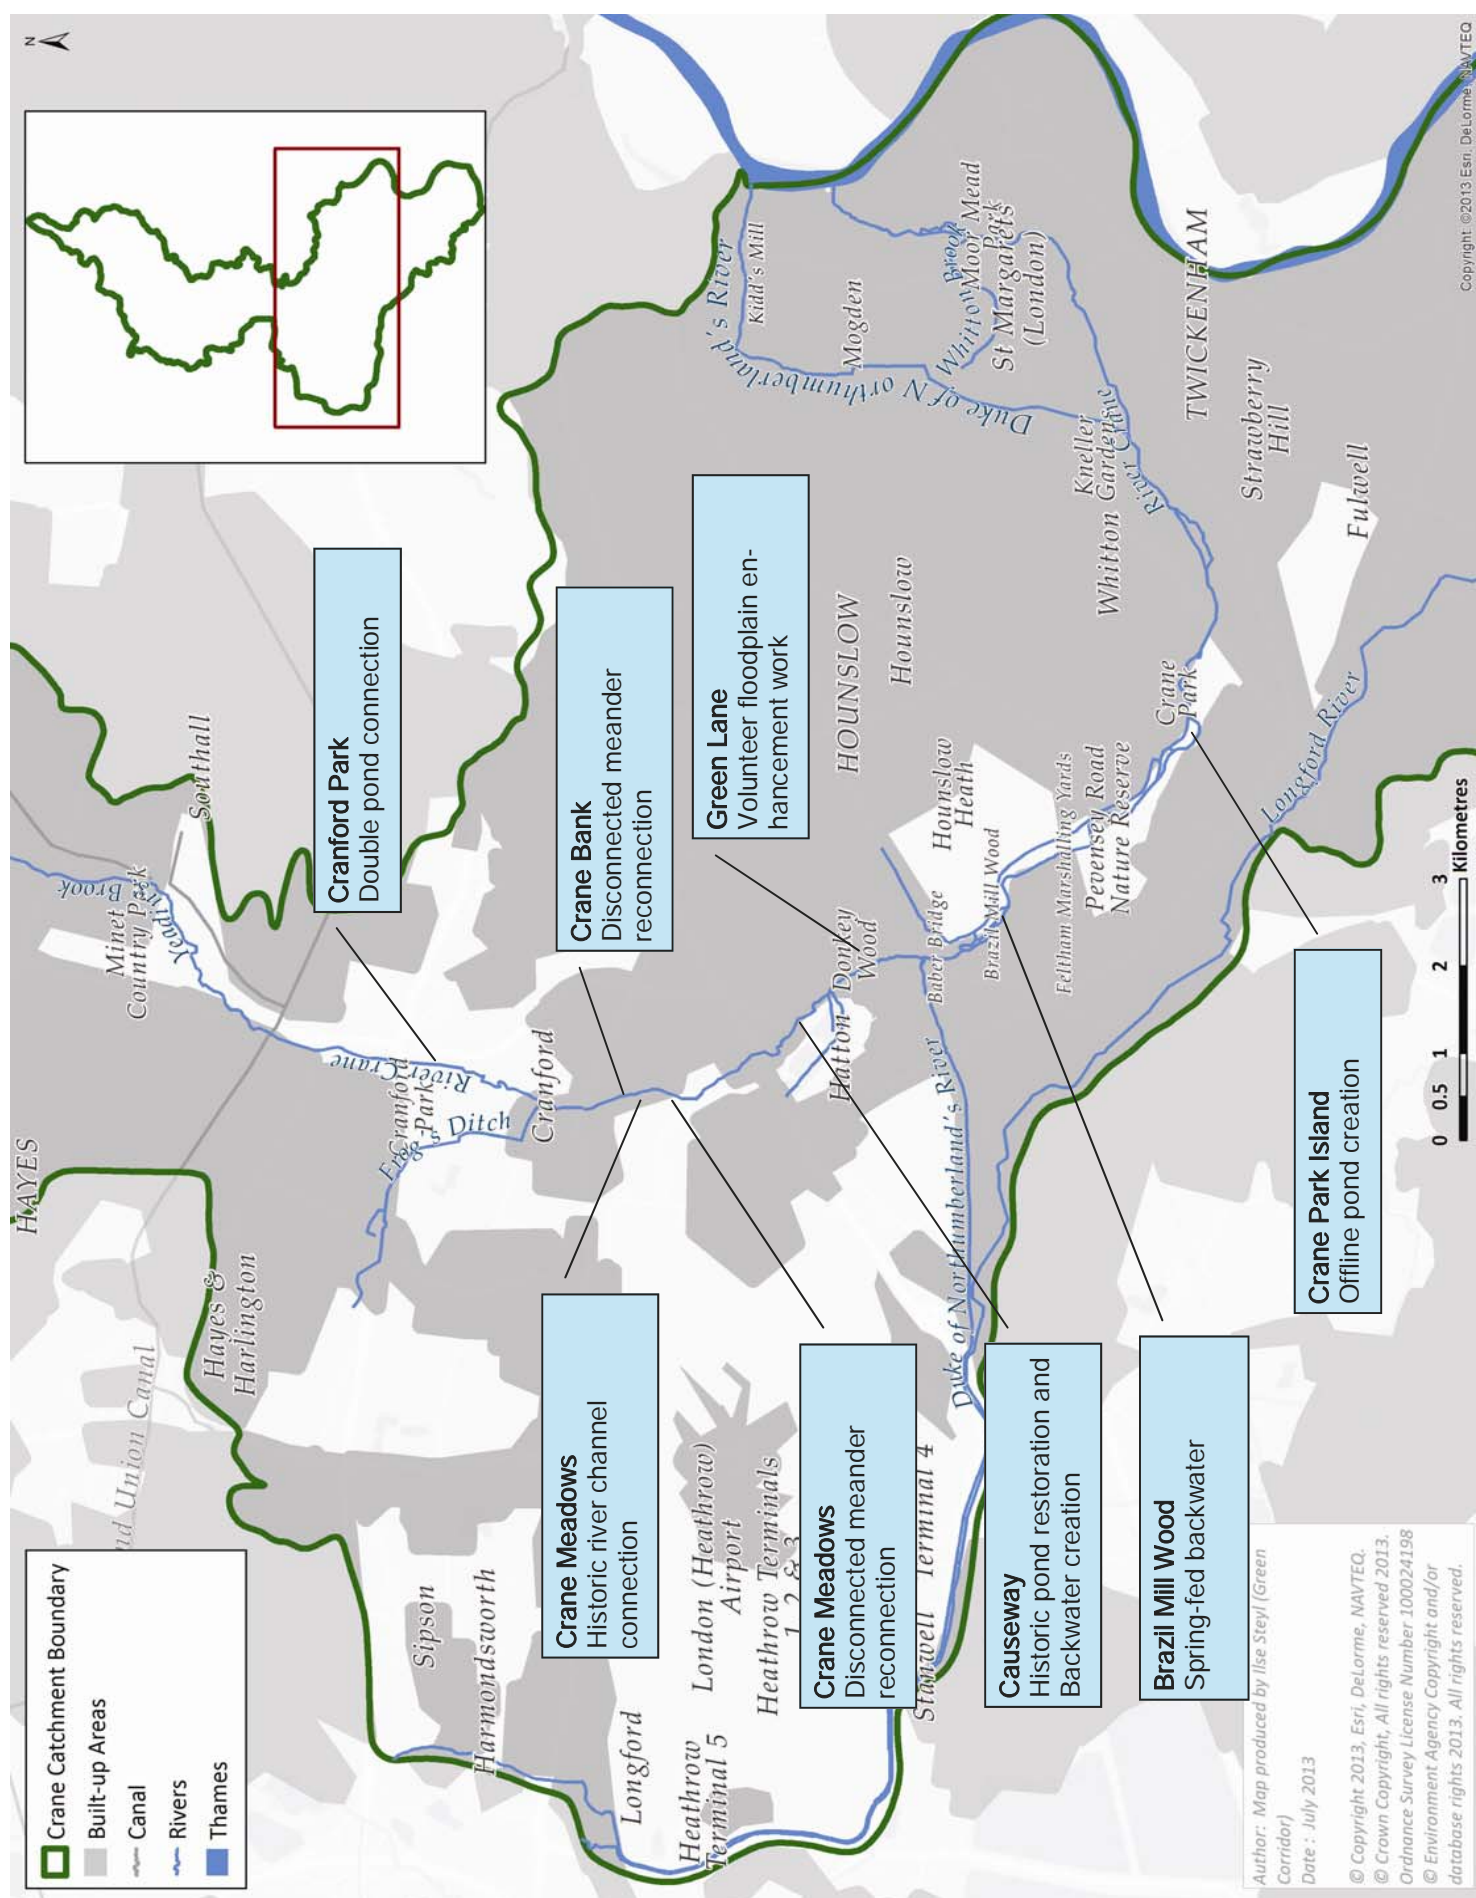 Crane Catchment Boundary
Built-up Areas
Canal
Rivers
Thames
N
HAYES
Hayes &
Harlington
nd Union Canal
Minet
Country Park
Yeading
Brook
Southall
Cranford Park
Double pond connection
River Crane
Cranford
Park
Frog's Ditch
Cranford
Sipson
Harmondsworth
Longford
Heathrow
Terminal 5
London (Heathrow)
Airport
Heathrow Terminals
1 2 & 3
Stanwell
Terminal 4
Crane Bank
Disconnected meander
reconnection
Green Lane
Volunteer floodplain en-
hancement work
Crane Meadows
Historic river channel
connection
Crane Meadows
Disconnected meander
reconnection
Causeway
Historic pond restoration and
Backwater creation
Brazil Mill Wood
Spring-fed backwater
Crane Park Island
Offline pond creation
Hatton
Donkey
Wood
Duke of Northumberland's River
Baber Bridge
Brazil Mill Wood
Hounslow
Heath
Feltham Marshalling Yards
Pevensey Road
Nature Reserve
Crane
Park
HOUNSLOW
Hounslow
Whitton
Kneller
Gardens
River Crane
Duke of Northumberland's River
Kidd's Mill
Mogden
Whitton Brook
Moor Mead
Park
St Margarets
(London)
TWICKENHAM
Strawberry
Hill
Fulwell
Longford River
0 0.5 1 2 3 Kilometres
Author: Map produced by Ilse Steyl (Green
Corridor)
Date : July 2013
© Copyright 2013, Esri, DeLorme, NAVTEQ.
© Crown Copyright, All rights reserved 2013.
Ordnance Survey License Number 100024198
© Environment Agency Copyright and/or
database rights 2013. All rights reserved.
Copyright: ©2013 Esri, DeLorme, NAVTEQ